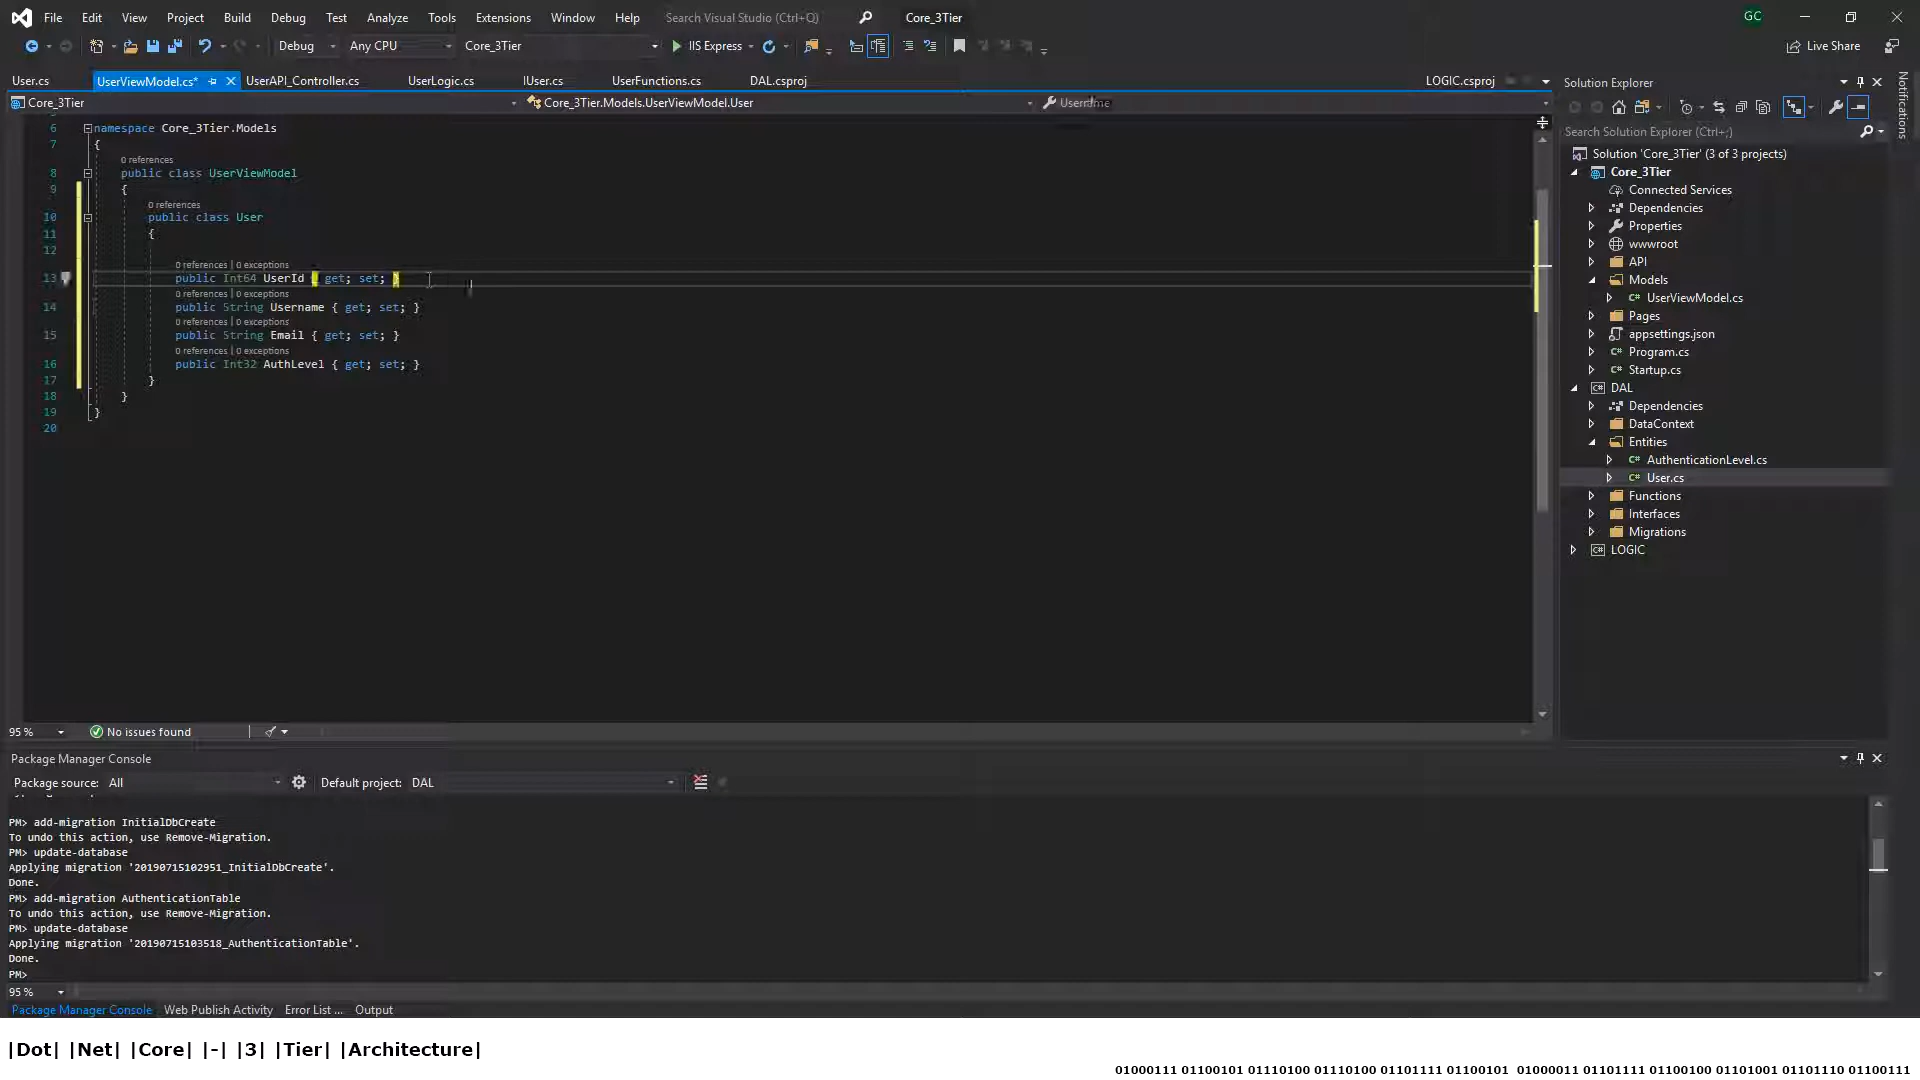 File Edit View Project Build Debug Test Analyze Tools Extensions Window Help Search Visual Studio (Ctrl+Q) Core_3Tier GC
Debug Any CPU Core_3Tier IIS Express Live Share
User.cs UserViewModel.cs* UserAPI_Controller.cs UserLogic.cs IUser.cs UserFunctions.cs DAL.csproj LOGIC.csproj
Core_3Tier Core_3Tier.Models.UserViewModel.User
6 namespace Core_3Tier.Models
7 {
0 references
8 public class UserViewModel
9 {
0 references
10 public class User
11 {
12
0 references | 0 exceptions
13 public Int64 UserId { get; set; }
0 references | 0 exceptions
14 public String Username { get; set; }
0 references | 0 exceptions
15 public String Email { get; set; }
0 references | 0 exceptions
16 public Int32 AuthLevel { get; set; }
17 }
18 }
19 }
20
95 % No issues found
Solution Explorer
Search Solution Explorer (Ctrl+;)
Solution 'Core_3Tier' (3 of 3 projects)
Core_3Tier
Connected Services
Dependencies
Properties
wwwroot
API
Models
UserViewModel.cs
Pages
appsettings.json
Program.cs
Startup.cs
DAL
Dependencies
DataContext
Entities
AuthenticationLevel.cs
User.cs
Functions
Interfaces
Migrations
LOGIC
Notifications
Package Manager Console
Package source: All Default project: DAL
PM> add-migration InitialDbCreate
To undo this action, use Remove-Migration.
PM> update-database
Applying migration '20190715102951_InitialDbCreate'.
Done.
PM> add-migration AuthenticationTable
To undo this action, use Remove-Migration.
PM> update-database
Applying migration '20190715103518_AuthenticationTable'.
Done.
PM>
95 %
Package Manager Console Web Publish Activity Error List ... Output
|Dot| |Net| |Core| |-| |3| |Tier| |Architecture|
01000111 01100101 01110100 01110100 01101111 01100101 01000011 01101111 01100100 01101001 01101110 01100111